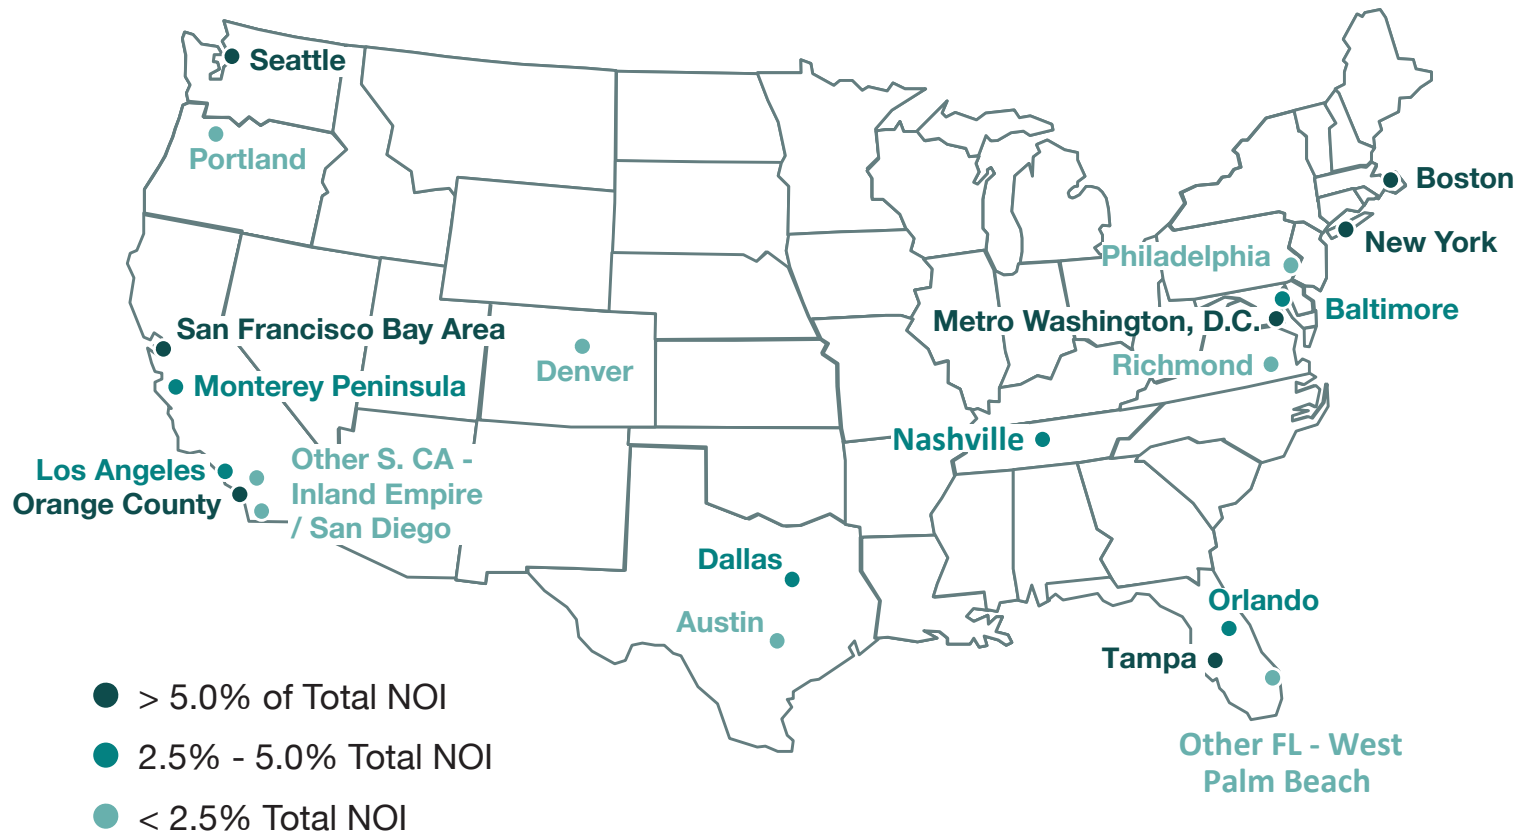 Seattle
Portland
Boston
New York
Philadelphia
Baltimore
Metro Washington, D.C.
San Francisco Bay Area
Denver
Richmond
Monterey Peninsula
Nashville
Los Angeles
Orange County
Other S. CA -
Inland Empire
/ San Diego
Dallas
Austin
Orlando
Tampa
Other FL - West
Palm Beach
> 5.0% of Total NOI
2.5% - 5.0% Total NOI
< 2.5% Total NOI